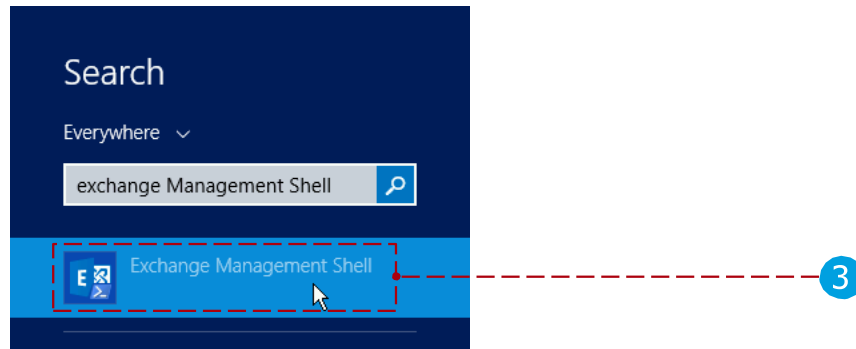 Search
Everywhere
exchange Management Shell
E
Exchange Management Shell
3